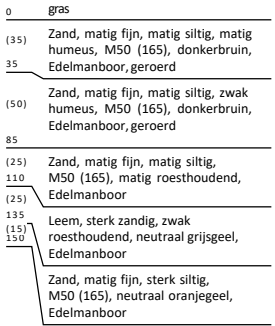 0 gras
(35) Zand, matig fijn, matig siltig, matig
humeus, M50 (165), donkerbruin,
35 Edelmanboor, geroerd
Zand, matig fijn, matig siltig, zwak
(50) humeus, M50 (165), donkerbruin,
Edelmanboor, geroerd
85
(25) Zand, matig fijn, matig siltig,
110 M50 (165), matig roesthoudend,
(25) Edelmanboor
135 Leem, sterk zandig, zwak
(15) roesthoudend, neutraal grijsgeel,
150 Edelmanboor
Zand, matig fijn, sterk siltig,
M50 (165), neutraal oranjegeel,
Edelmanboor